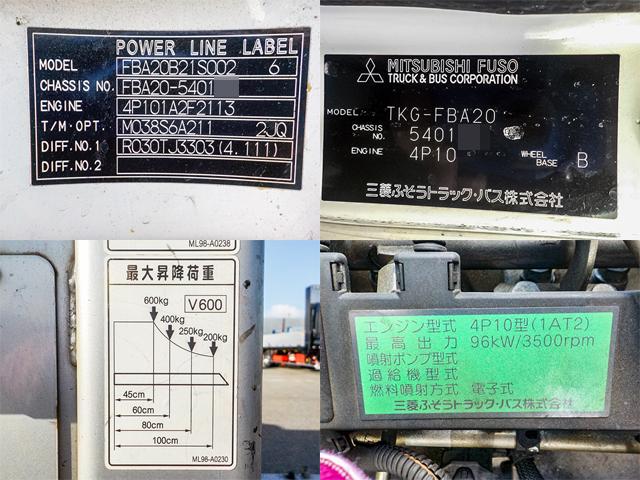 POWER LINE LABEL
MODEL FBA20B21S002 6
CHASSIS NO. FBA20-5401
ENGINE 4P101A2F2113
T/M・OPT. M038S6A211 2JQ
DIFF.NO.1 R030TJ3303(4.111)
DIFF.NO.2
MITSUBISHI FUSO
TRUCK & BUS CORPORATION
MODEL TKG-FBA20
CHASSIS NO. 5401
ENGINE 4P10 WHEEL BASE B
三菱ふそうトラック・バス株式会社
ML98-A0238
最大昇降荷重
V600
600kg
400kg
250kg
200kg
45cm
60cm
80cm
100cm
ML98-A0230
エンジン型式 4P10型(1AT2)
最高出力 96kW/3500rpm
噴射ポンプ型式
過給機型式
燃料噴射方式 電子式
三菱ふそうトラック・バス株式会社